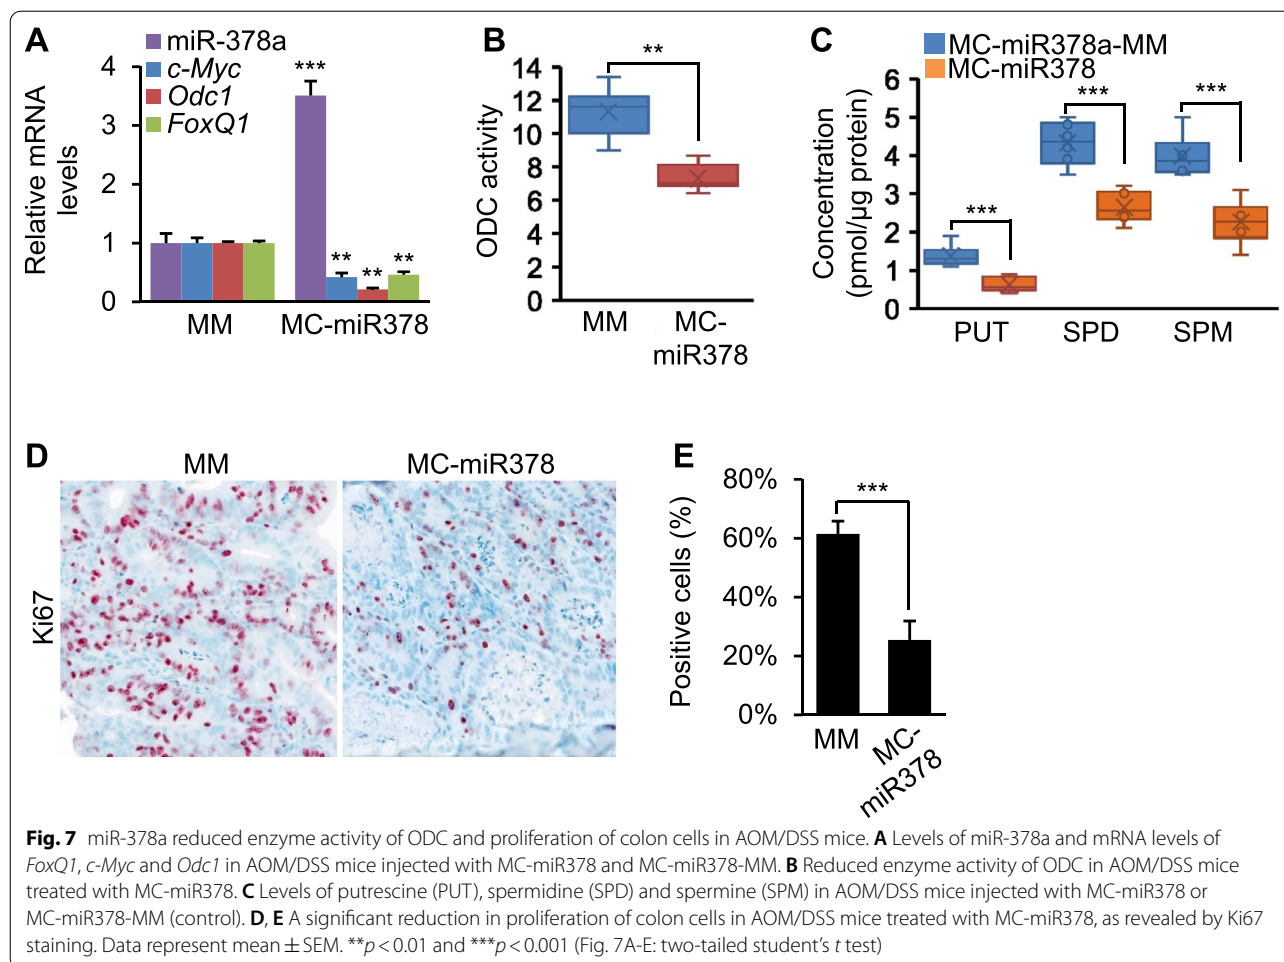 A
miR-378a
c-Myc
Odc1
FoxQ1
Relative mRNA
levels
4
3
2
1
0
***
**
**
**
MM
MC-miR378
B
**
ODC activity
14
12
10
8
6
4
2
0
MM
MC-
miR378
C
MC-miR378a-MM
MC-miR378
Concentration
(pmol/µg protein)
6
5
4
3
2
1
0
***
***
***
PUT
SPD
SPM
D
MM
MC-miR378
Ki67
E
Positive cells (%)
80%
60%
40%
20%
0%
***
MM
MC-
miR378
Fig. 7 miR-378a reduced enzyme activity of ODC and proliferation of colon cells in AOM/DSS mice. A Levels of miR-378a and mRNA levels of
FoxQ1, c-Myc and Odc1 in AOM/DSS mice injected with MC-miR378 and MC-miR378-MM. B Reduced enzyme activity of ODC in AOM/DSS mice
treated with MC-miR378. C Levels of putrescine (PUT), spermidine (SPD) and spermine (SPM) in AOM/DSS mice injected with MC-miR378 or
MC-miR378-MM (control). D, E A significant reduction in proliferation of colon cells in AOM/DSS mice treated with MC-miR378, as revealed by Ki67
staining. Data represent mean ± SEM. **p < 0.01 and ***p < 0.001 (Fig. 7A-E: two-tailed student's t test)